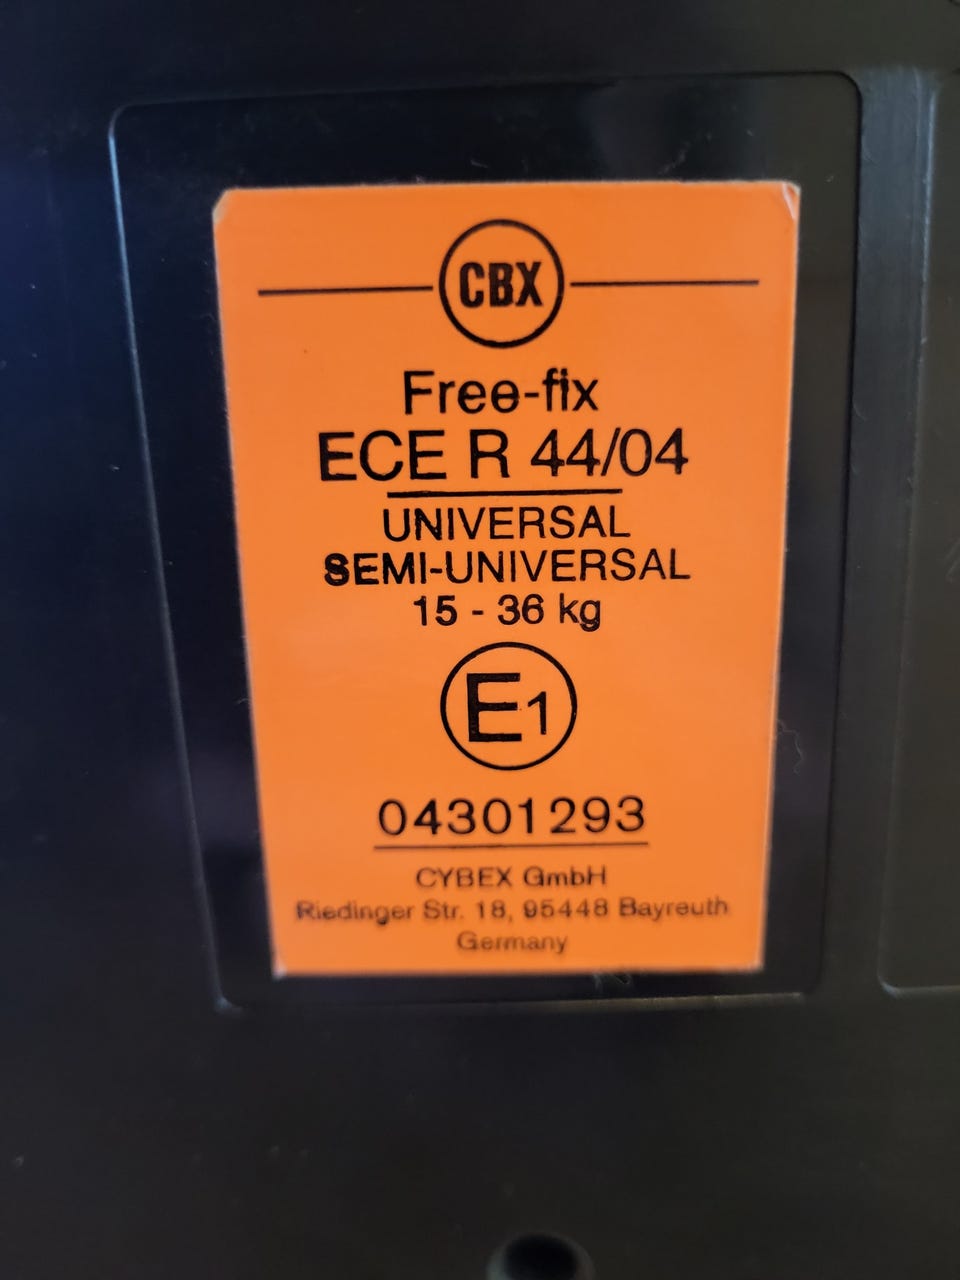 CBX
Free-fix
ECE R 44/04
UNIVERSAL
SEMI-UNIVERSAL
15 - 36 kg
E1
04301293
CYBEX GmbH
Riedinger Str. 18, 95448 Bayreuth
Germany